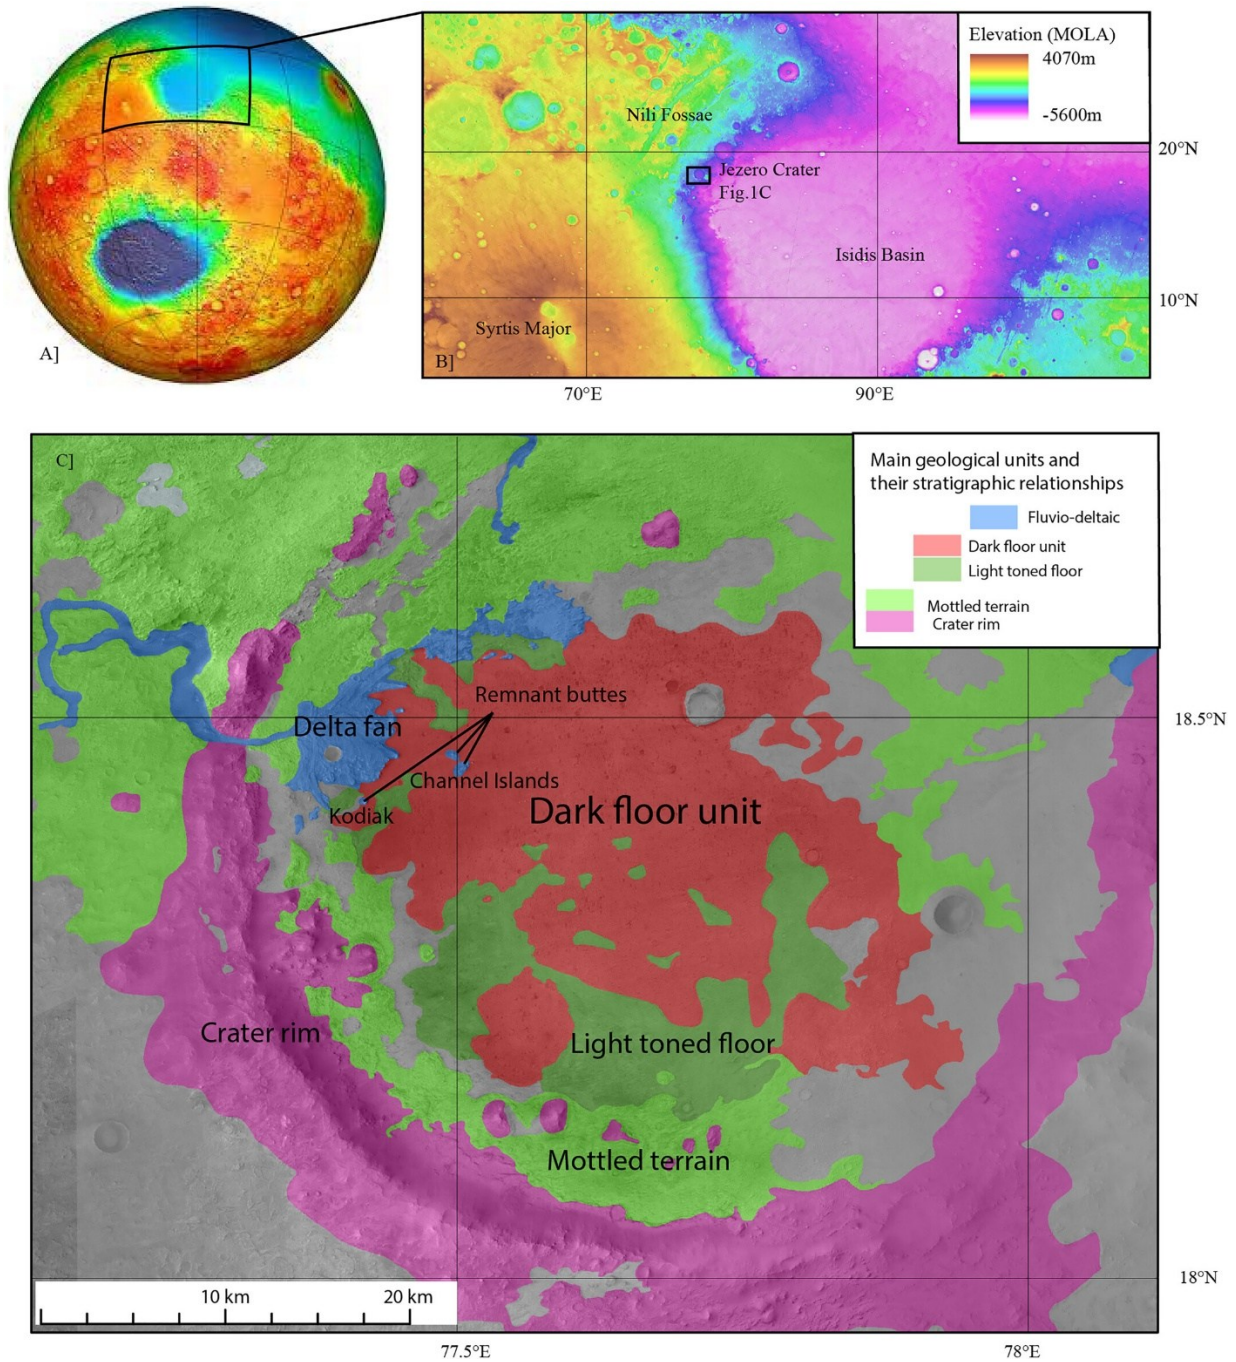 A]
Elevation (MOLA)
4070m
-5600m
Nili Fossae
20°N
Jezero Crater
Fig.1C
Isidis Basin
10°N
Syrtis Major
B]
70°E
90°E
C]
Main geological units and
their stratigraphic relationships
Fluvio-deltaic
Dark floor unit
Light toned floor
Mottled terrain
Crater rim
Remnant buttes
Delta fan
18.5°N
Channel Islands
Kodiak
Dark floor unit
Crater rim
Light toned floor
Mottled terrain
18°N
10 km
20 km
77.5°E
78°E